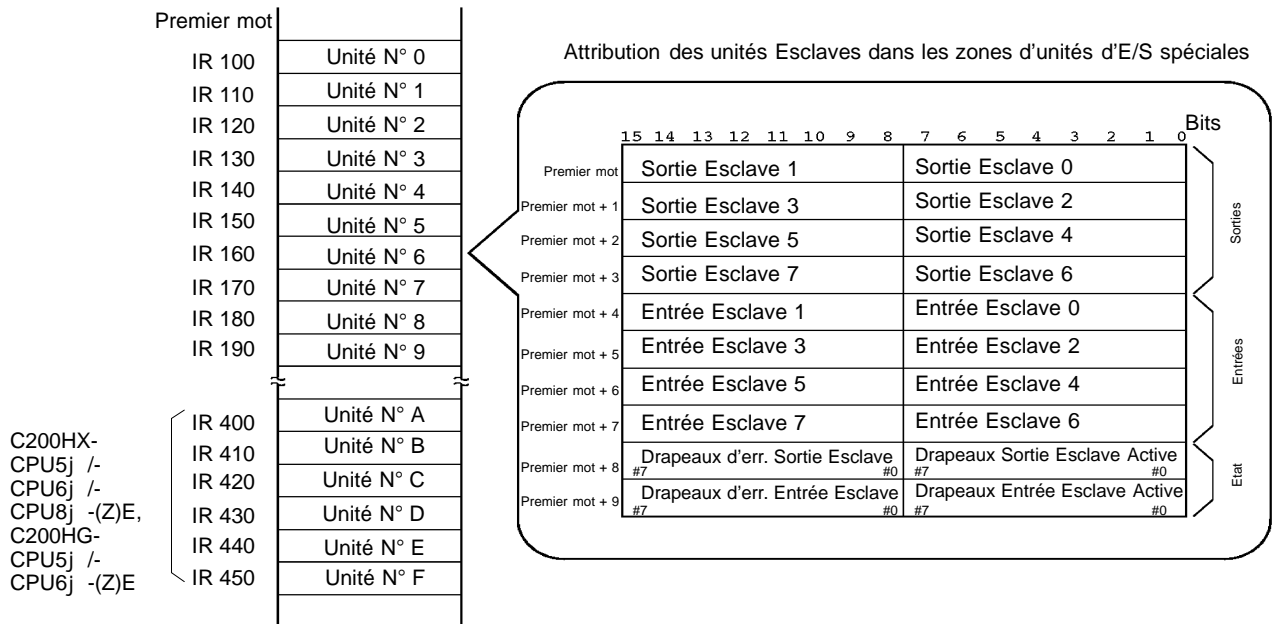 Premier mot
IR 100 Unité N° 0
IR 110 Unité N° 1
IR 120 Unité N° 2
IR 130 Unité N° 3
IR 140 Unité N° 4
IR 150 Unité N° 5
IR 160 Unité N° 6
IR 170 Unité N° 7
IR 180 Unité N° 8
IR 190 Unité N° 9
IR 400 Unité N° A
IR 410 Unité N° B
IR 420 Unité N° C
IR 430 Unité N° D
IR 440 Unité N° E
IR 450 Unité N° F
C200HX-
CPU5j /-
CPU6j /-
CPU8j -(Z)E,
C200HG-
CPU5j /-
CPU6j -(Z)E
Attribution des unités Esclaves dans les zones d'unités d'E/S spéciales
Bits
15 14 13 12 11 10 9 8 7 6 5 4 3 2 1 0
Premier mot Sortie Esclave 1 Sortie Esclave 0
Premier mot + 1 Sortie Esclave 3 Sortie Esclave 2
Premier mot + 2 Sortie Esclave 5 Sortie Esclave 4
Premier mot + 3 Sortie Esclave 7 Sortie Esclave 6
Premier mot + 4 Entrée Esclave 1 Entrée Esclave 0
Premier mot + 5 Entrée Esclave 3 Entrée Esclave 2
Premier mot + 6 Entrée Esclave 5 Entrée Esclave 4
Premier mot + 7 Entrée Esclave 7 Entrée Esclave 6
Premier mot + 8 Drapeaux d'err. Sortie Esclave Drapeaux Sortie Esclave Active
#7 #0 #7 #0
Premier mot + 9 Drapeaux d'err. Entrée Esclave Drapeaux Entrée Esclave Active
#7 #0 #7 #0
Sorties
Entrées
Etat